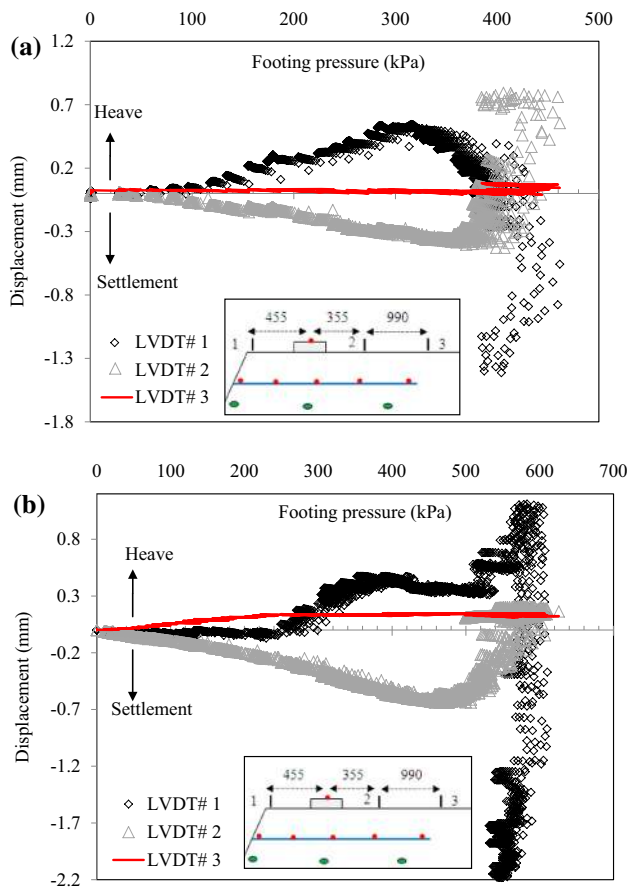 (a)
1.2
0.7
0.2
-0.3
-0.8
-1.3
-1.8
0 100 200 300 400 500
Footing pressure (kPa)
Displacement (mm)
Heave
Settlement
455 355 990
1 2 3
LVDT# 1
LVDT# 2
LVDT# 3
(b)
0 100 200 300 400 500 600 700
Footing pressure (kPa)
0.8
0.3
-0.2
-0.7
-1.2
-1.7
-2.2
Displacement (mm)
Heave
Settlement
455 355 990
1 2 3
LVDT# 1
LVDT# 2
LVDT# 3